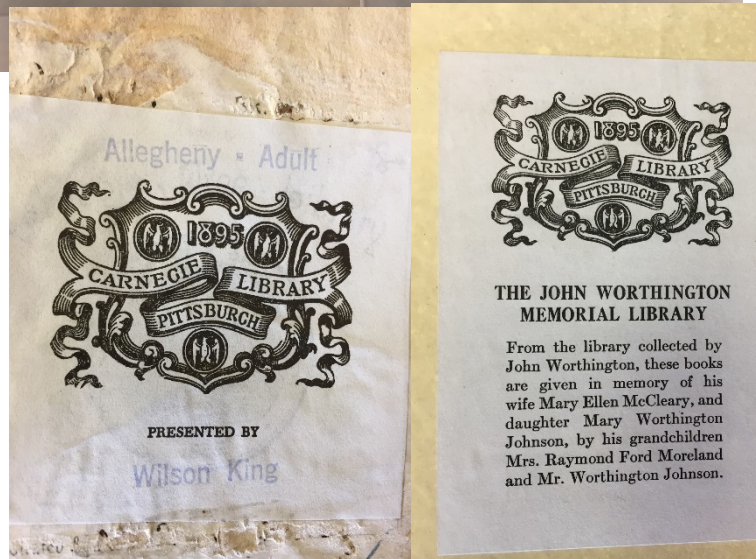 Allegheny - Adult
1895
CARNEGIE LIBRARY
PITTSBURGH
PRESENTED BY
Wilson King
1895
CARNEGIE LIBRARY
PITTSBURGH
THE JOHN WORTHINGTON
MEMORIAL LIBRARY
From the library collected by
John Worthington, these books
are given in memory of his
wife Mary Ellen McCleary, and
daughter Mary Worthington
Johnson, by his grandchildren
Mrs. Raymond Ford Moreland
and Mr. Worthington Johnson.